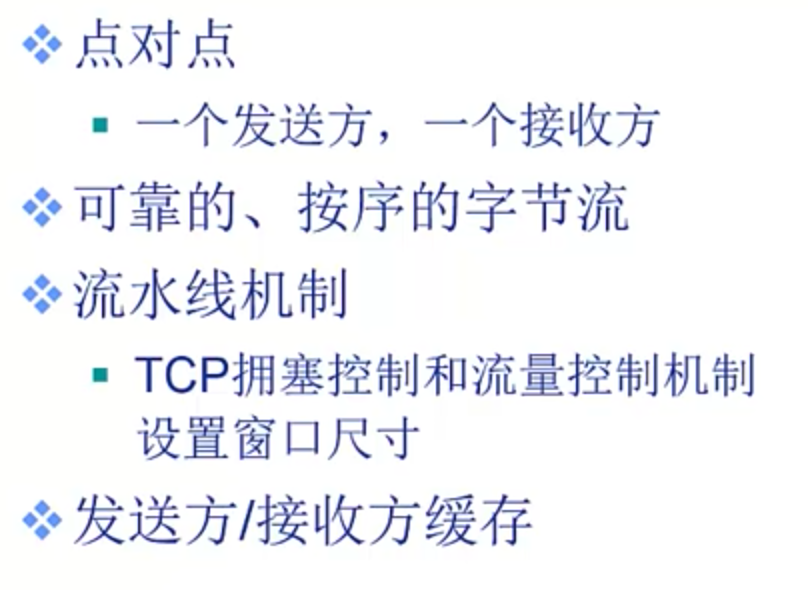 点对点
一个发送方，一个接收方
可靠的、按序的字节流
流水线机制
TCP拥塞控制和流量控制机制
设置窗口尺寸
发送方/接收方缓存